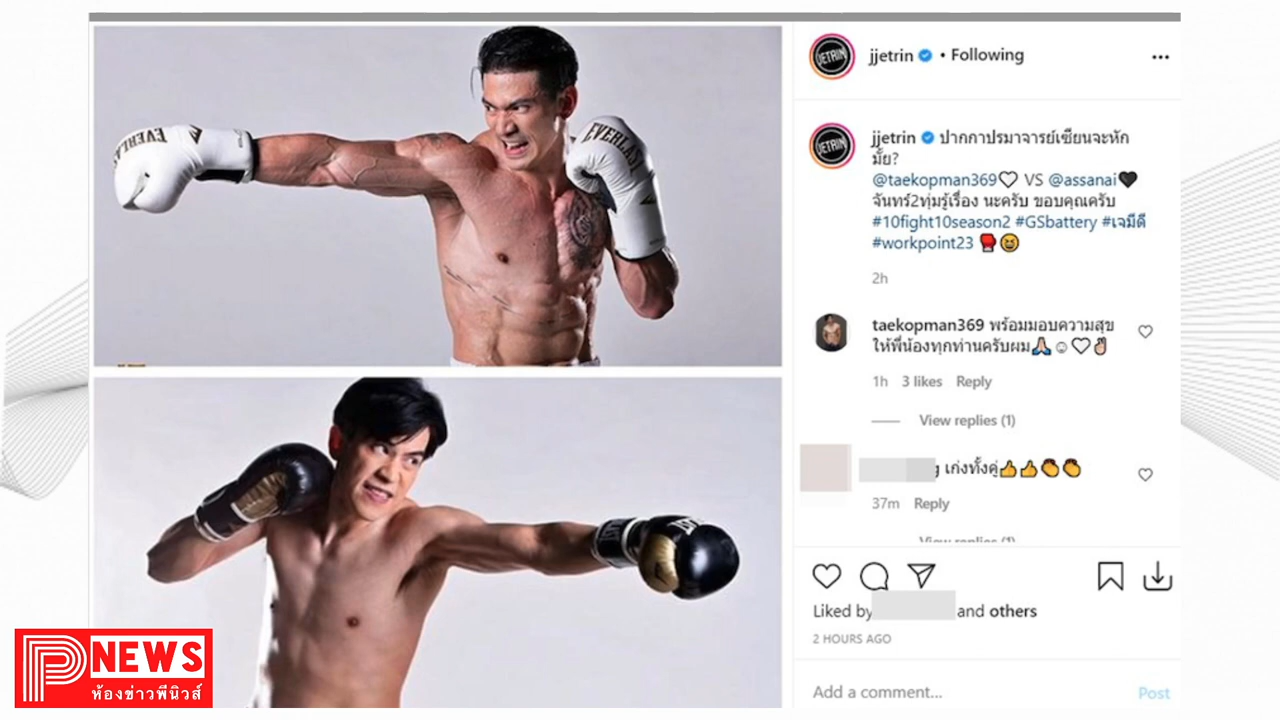 EVERLAST
EVERLAST
jjetrin • Following
JETRIN
jjetrin ปากกาปรมาจารย์เซียนจะหัก
JETRIN
มั้ย?
@taekopman369🤍 VS @assanai🖤
จันทร์2ทุ่มรู้เรื่อง นะครับ ขอบคุณครับ
#10fight10season2 #GSbattery #เจมีดี
#workpoint23 🥊😆
2h
taekopman369 พร้อมมอบความสุข
ให้พี่น้องทุกท่านครับผม🙏🏻☺🤍✌🏻
1h 3 likes Reply
View replies (1)
g เก่งทั้งคู่👍👍👏👏
37m Reply
View replies (1)
Liked by and others
2 HOURS AGO
Add a comment... Post
P NEWS
ห้องข่าวพีนิวส์